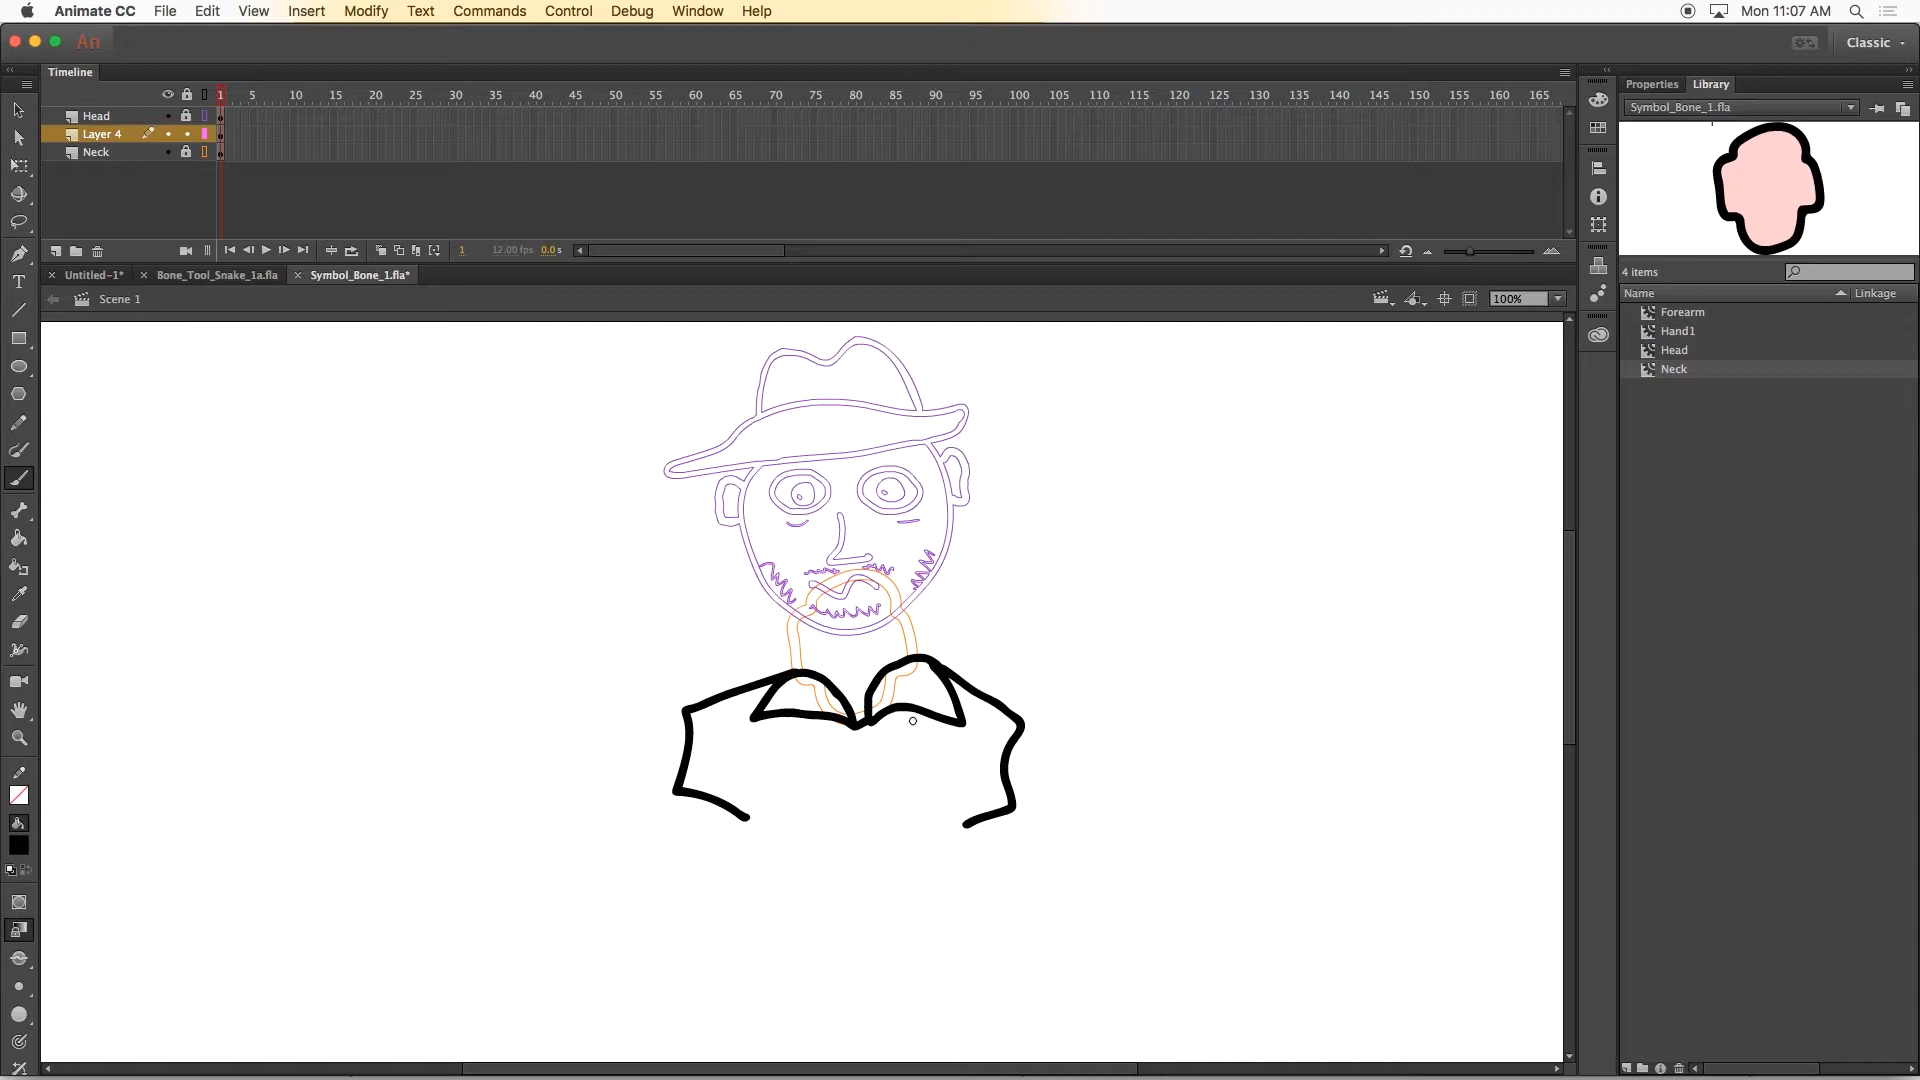 Animate CC File Edit View Insert Modify Text Commands Control Debug Window Help Mon 11:07 AM
An Classic
Timeline Properties Library
1 5 10 15 20 25 30 35 40 45 50 55 60 65 70 75 80 85 90 95 100 105 110 115 120 125 130 135 140 145 150 155 160 165
Symbol_Bone_1.fla
Head
Layer 4
Neck
1 12.00 fps 0.0 s
Untitled-1* Bone_Tool_Snake_1a.fla Symbol_Bone_1.fla*
4 items
Scene 1 100%
Name Linkage
Forearm
Hand1
Head
Neck